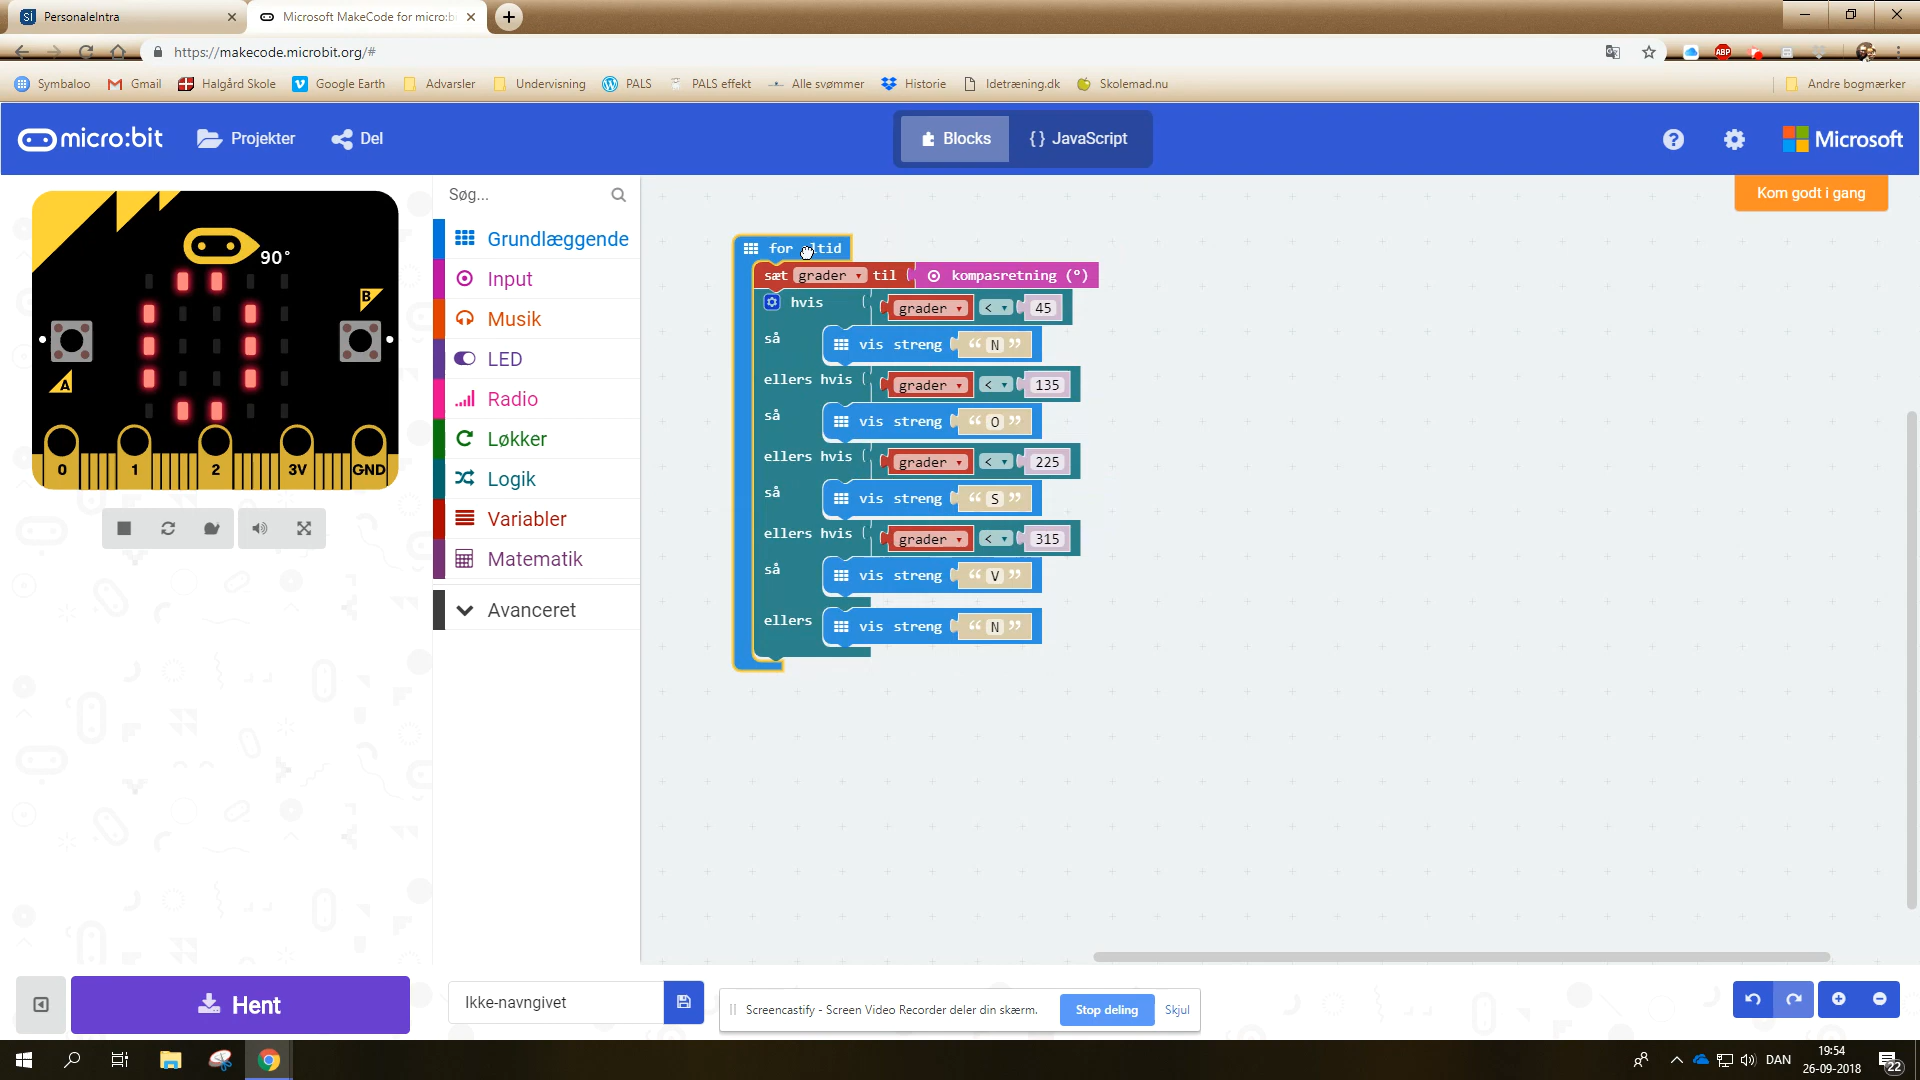 PersonaleIntra
Microsoft MakeCode for micro:bi
https://makecode.microbit.org/#
Symbaloo
Gmail
Halgård Skole
Google Earth
Advarsler
Undervisning
PALS
PALS effekt
Alle svømmer
Historie
Idetræning.dk
Skolemad.nu
Andre bogmærker
micro:bit
Projekter
Del
Blocks
{} JavaScript
Microsoft
Kom godt i gang
90°
A
B
0
1
2
3V
GND
Søg...
Grundlæggende
Input
Musik
LED
Radio
Løkker
Logik
Variabler
Matematik
Avanceret
for altid
sæt grader til kompasretning (°)
hvis grader < 45
så vis streng “ N ”
ellers hvis grader < 135
så vis streng “ O ”
ellers hvis grader < 225
så vis streng “ S ”
ellers hvis grader < 315
så vis streng “ V ”
ellers vis streng “ N ”
Hent
Ikke-navngivet
Screencastify - Screen Video Recorder deler din skærm.
Stop deling
Skjul
DAN
19:54
26-09-2018
22